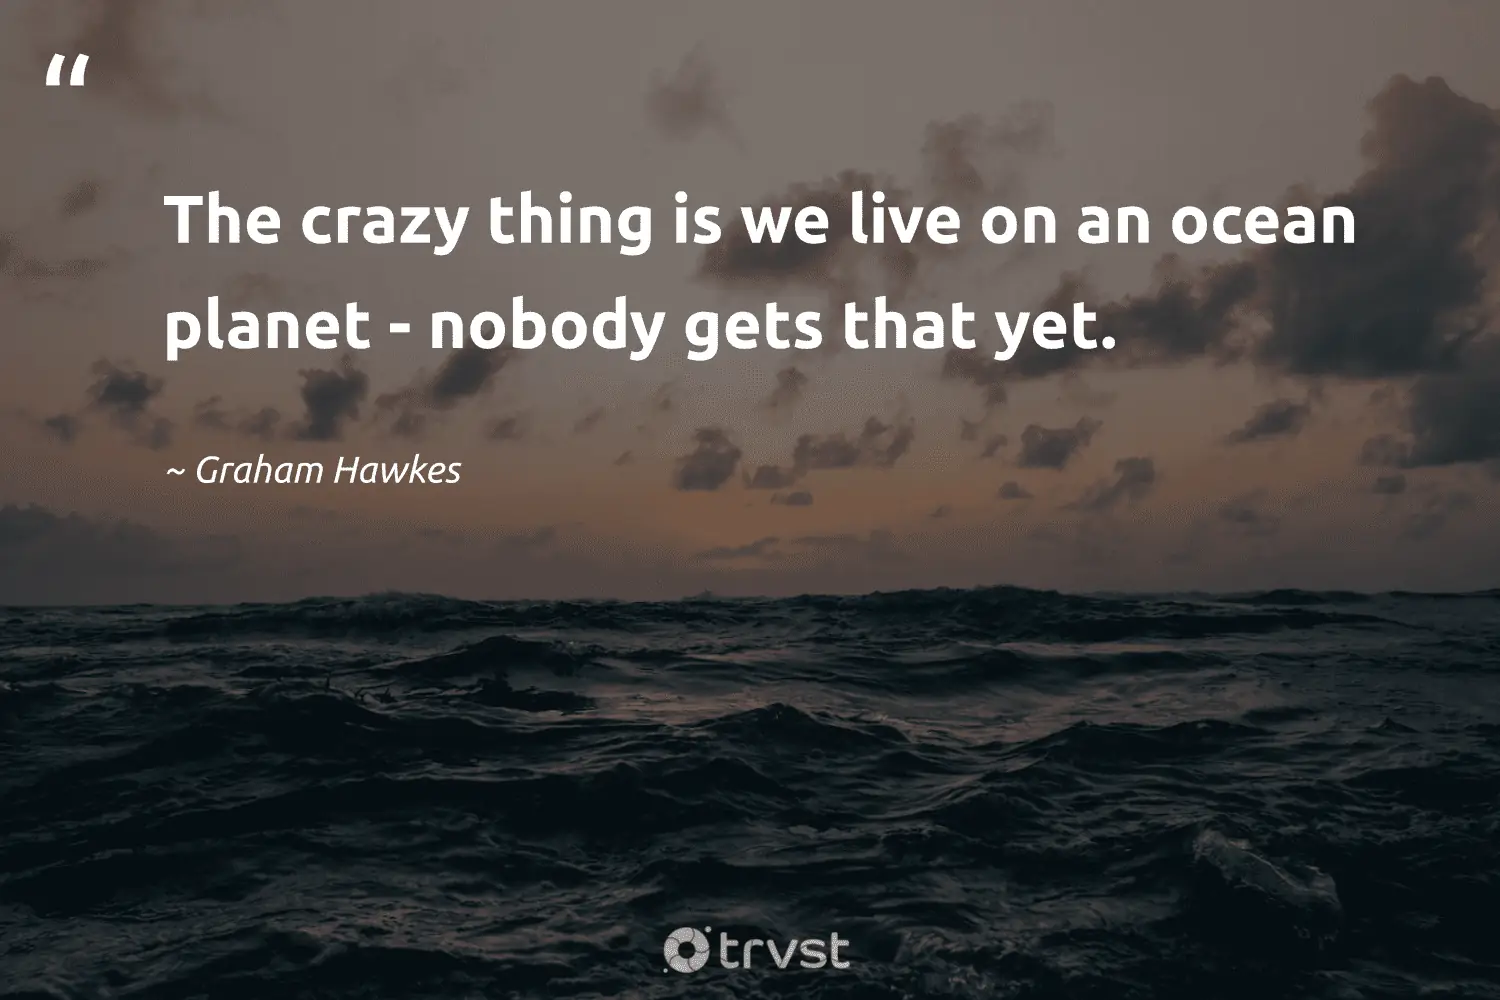 “
The crazy thing is we live on an ocean
planet - nobody gets that yet.
~ Graham Hawkes
trvst